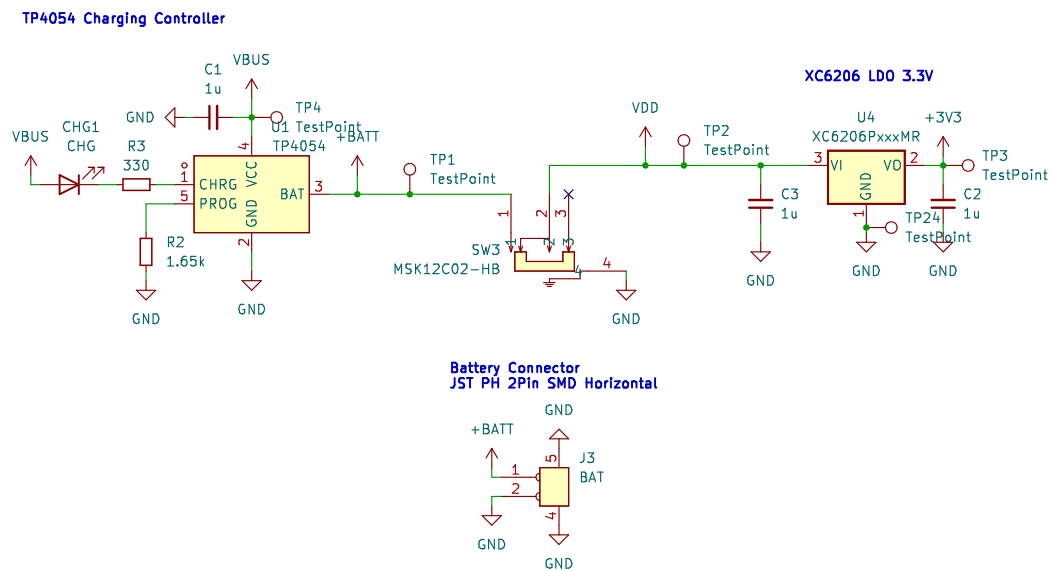 TP4054 Charging Controller
VBUS
C1
1u
GND
TP4
TestPoint
U1
TP4054
VBUS
CHG1
CHG
R3
330
4
VCC
1
CHRG
5
PROG
BAT
3
GND
2
R2
1.65k
GND
GND
+BATT
TP1
TestPoint
1
2
3
1
2
3
SW3
MSK12C02-HB
4
4
GND
VDD
TP2
TestPoint
XC6206 LDO 3.3V
U4
XC6206PxxxMR
3
VI
VO
2
GND
1
+3V3
TP3
TestPoint
C3
1u
GND
TP24
TestPoint
GND
C2
1u
GND
Battery Connector
JST PH 2Pin SMD Horizontal
GND
+BATT
5
J3
BAT
1
2
4
GND
GND